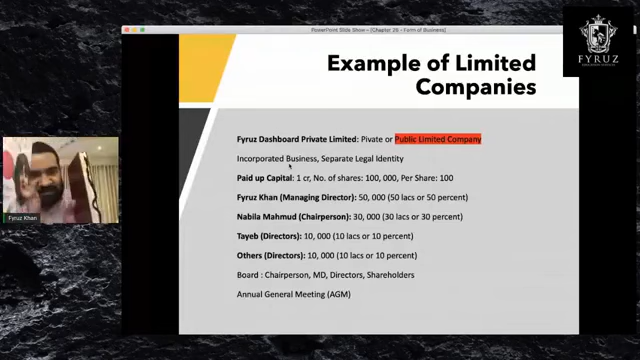 PowerPoint Slide Show - [Chapter 26 - Form of Business]
FYRUZ
Example of Limited
Companies
Fyruz Dashboard Private Limited: Pivate or Public Limited Company
Incorporated Business, Separate Legal Identity
Paid up Capital: 1 cr, No. of shares: 100, 000, Per Share: 100
Fyruz Khan (Managing Director): 50, 000 (50 lacs or 50 percent)
Nabila Mahmud (Chairperson): 30, 000 (30 lacs or 30 percent)
Tayeb (Directors): 10, 000 (10 lacs or 10 percent)
Others (Directors): 10, 000 (10 lacs or 10 percent)
Board : Chairperson, MD, Directors, Shareholders
Annual General Meeting (AGM)
Fyruz Khan